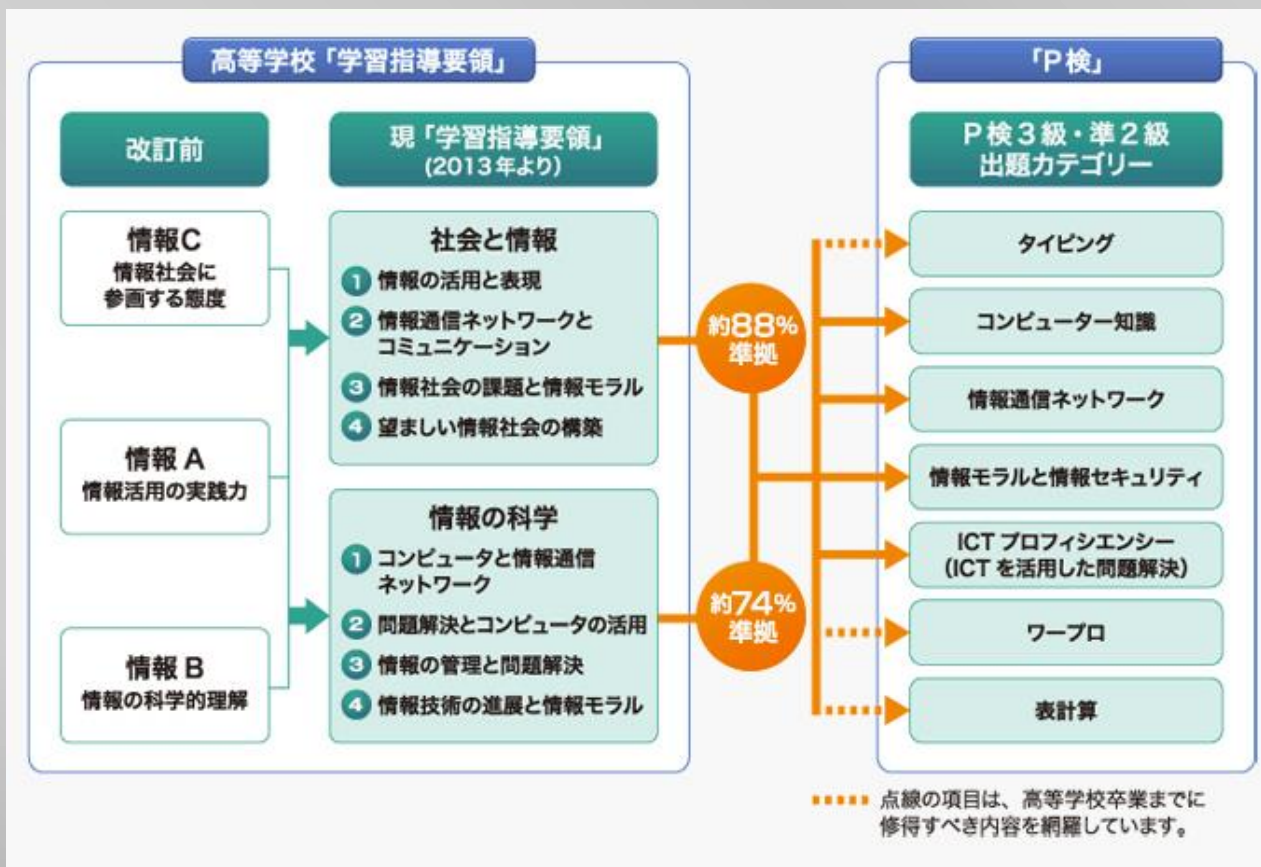 高等学校「学習指導要領」
改訂前
情報C
情報社会に
参画する態度
情報 A
情報活用の実践力
情報 B
情報の科学的理解
現「学習指導要領」
(2013年より)
社会と情報
1 情報の活用と表現
2 情報通信ネットワークと
コミュニケーション
3 情報社会の課題と情報モラル
4 望ましい情報社会の構築
情報の科学
1 コンピュータと情報通信
ネットワーク
2 問題解決とコンピュータの活用
3 情報の管理と問題解決
4 情報技術の進展と情報モラル
約88%
準拠
約74%
準拠
「P検」
P検3級・準2級
出題カテゴリー
タイピング
コンピューター知識
情報通信ネットワーク
情報モラルと情報セキュリティ
ICT プロフィシエンシー
(ICT を活用した問題解決)
ワープロ
表計算
点線の項目は、高等学校卒業までに
修得すべき内容を網羅しています。